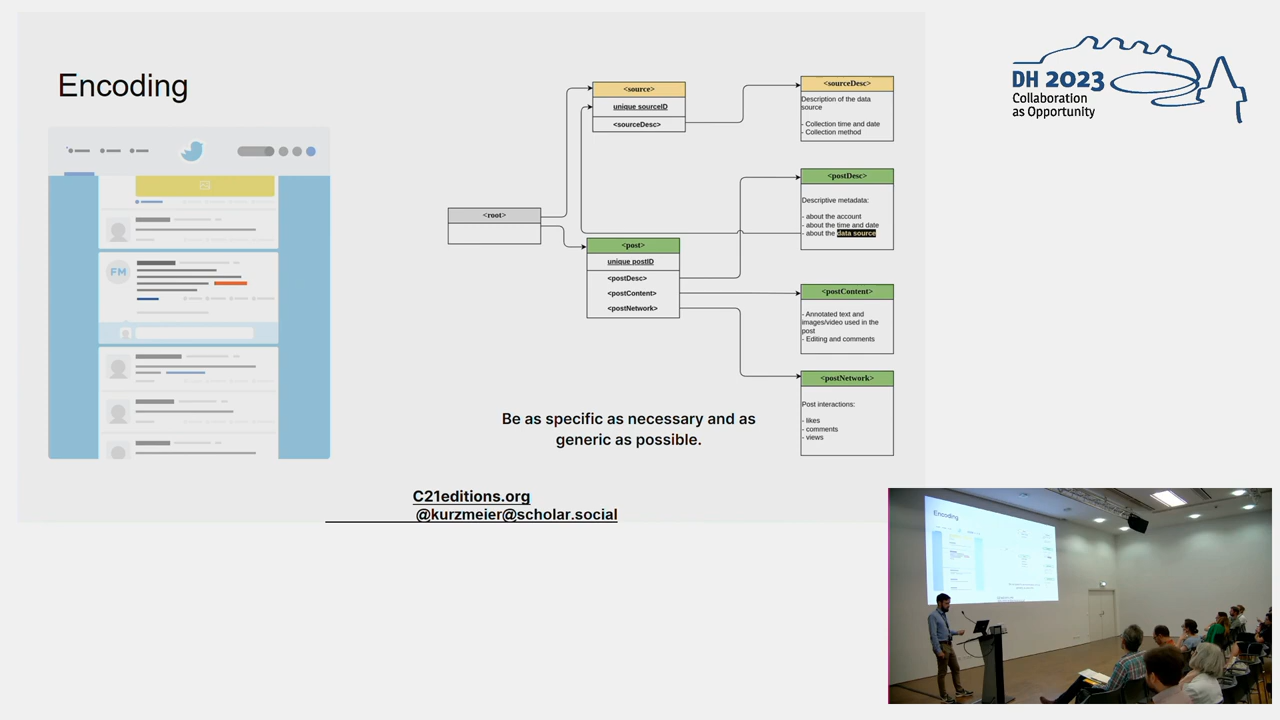 Encoding
FM
<root>
<source>
unique sourceID
<sourceDesc>
<sourceDesc>
Description of the data
source
- Collection time and date
- Collection method
<post>
unique postID
<postDesc>
<postContent>
<postNetwork>
<postDesc>
Descriptive metadata:
- about the account
- about the time and date
- about the data source
<postContent>
- Annotated text and
images/video used in the
post
- Editing and comments
<postNetwork>
Post interactions:
- likes
- comments
- views
Be as specific as necessary and as
generic as possible.
C21editions.org
@kurzmeier@scholar.social
DH 2023
Collaboration
as Opportunity
Encoding